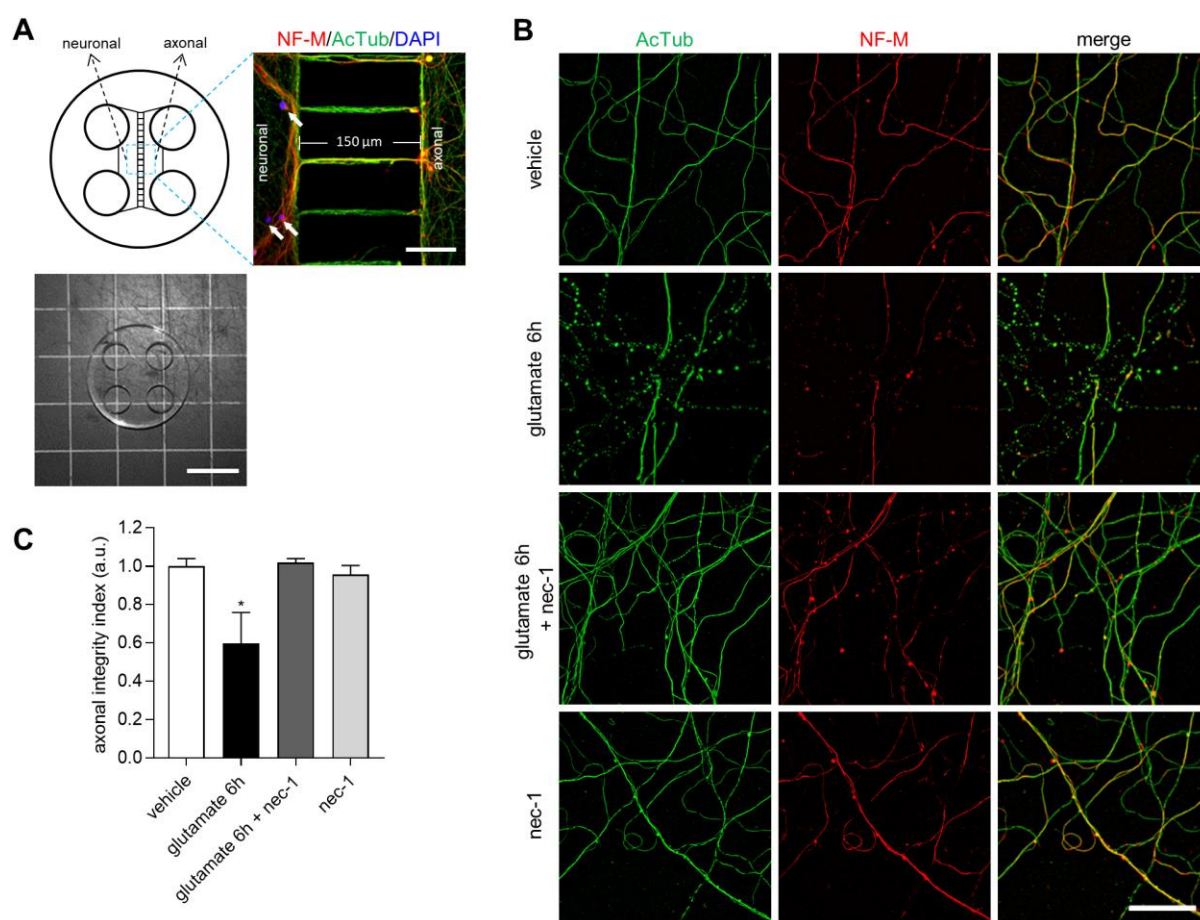 A
neuronal axonal
NF-M/AcTub/DAPI
neuronal
150 µm
axonal
B
AcTub NF-M merge
vehicle
glutamate 6h
glutamate 6h
+ nec-1
nec-1
C
axonal integrity index (a.u.)
1.2
1.0
0.8
0.6
0.4
0.2
0.0
*
vehicle
glutamate 6h
glutamate 6h + nec-1
nec-1